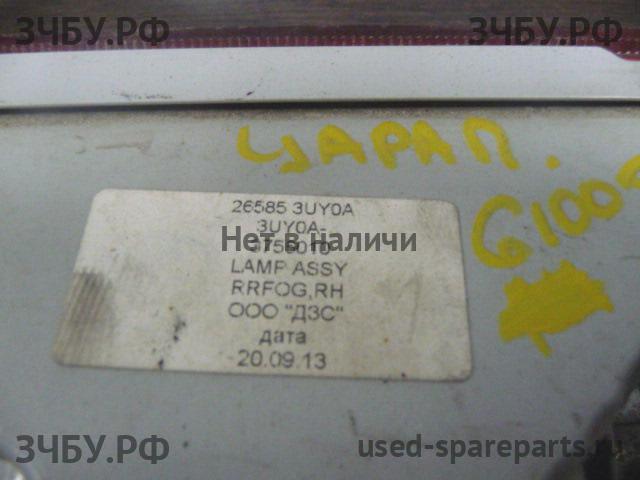 ЗЧБУ.РФ ЗЧБУ.РФ
ЦАРАП.
G1005
26585 3UY0A
3UY0A-
Нет в наличи
LAMP ASSY
RRFOG,RH
ООО "ДЗС"
дата
20.09.13
ЗЧБУ.РФ used-spareparts.ru